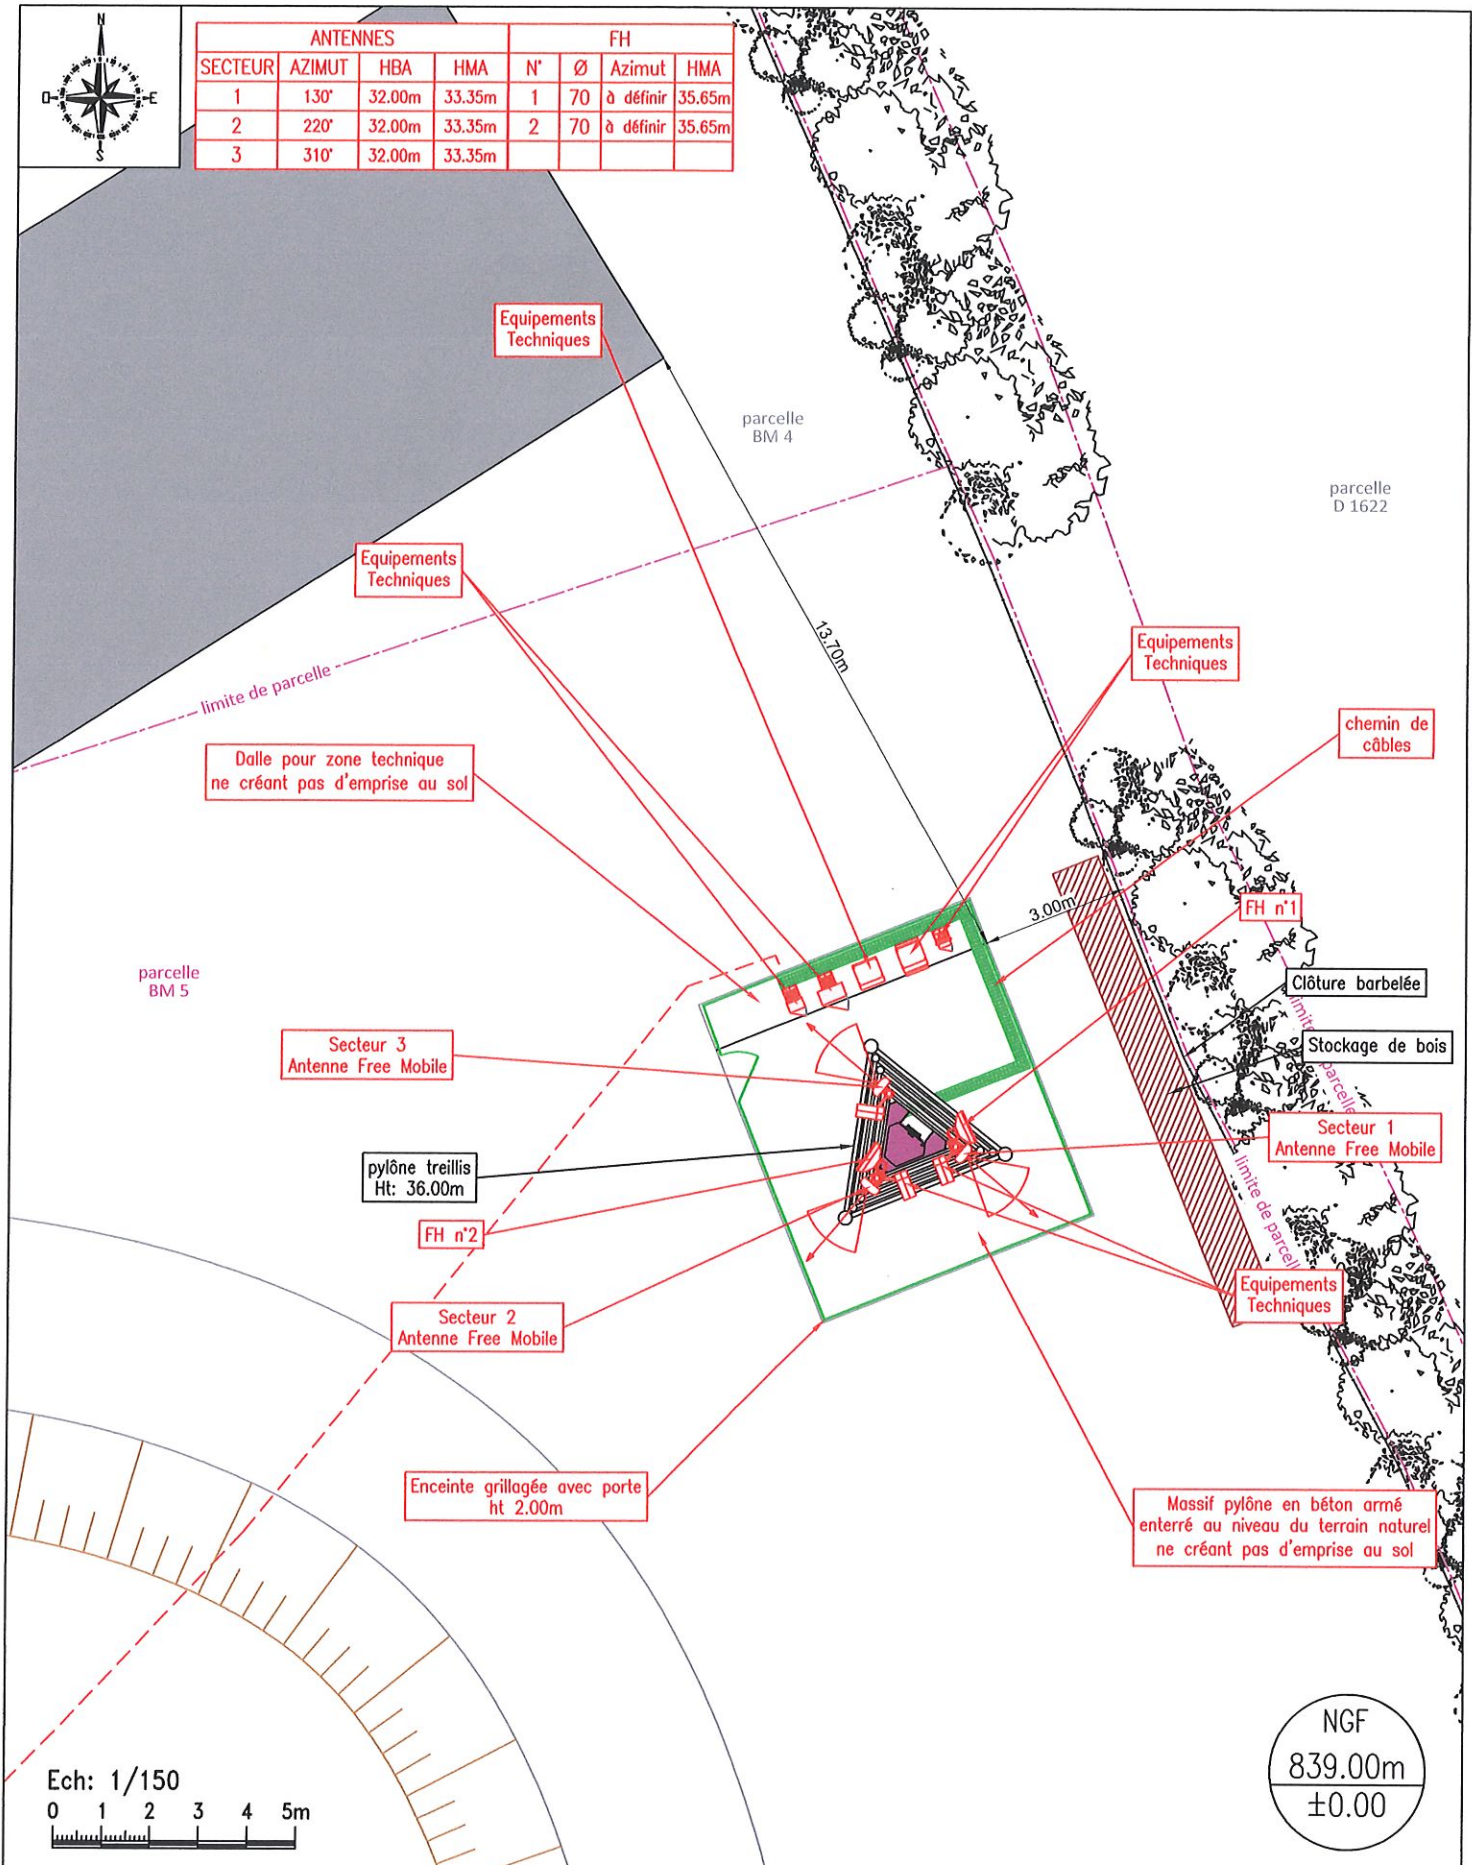 N
O
E
S
ANTENNES FH
SECTEUR AZIMUT HBA HMA N° Ø Azimut HMA
1 130° 32.00m 33.35m 1 70 à définir 35.65m
2 220° 32.00m 33.35m 2 70 à définir 35.65m
3 310° 32.00m 33.35m
Equipements
Techniques
parcelle
BM 4
parcelle
D 1622
Equipements
Techniques
13.70m
Equipements
Techniques
limite de parcelle
chemin de
câbles
Dalle pour zone technique
ne créant pas d'emprise au sol
3.00m
FH n°1
parcelle
BM 5
Clôture barbelée
limite
parcelle
Stockage de bois
Secteur 3
Antenne Free Mobile
Secteur 1
Antenne Free Mobile
pylône treillis
Ht: 36.00m
limite de parcelle
FH n°2
Equipements
Techniques
Secteur 2
Antenne Free Mobile
Enceinte grillagée avec porte
ht 2.00m
Massif pylône en béton armé
enterré au niveau du terrain naturel
ne créant pas d'emprise au sol
NGF
839.00m
±0.00
Ech: 1/150
0 1 2 3 4 5m